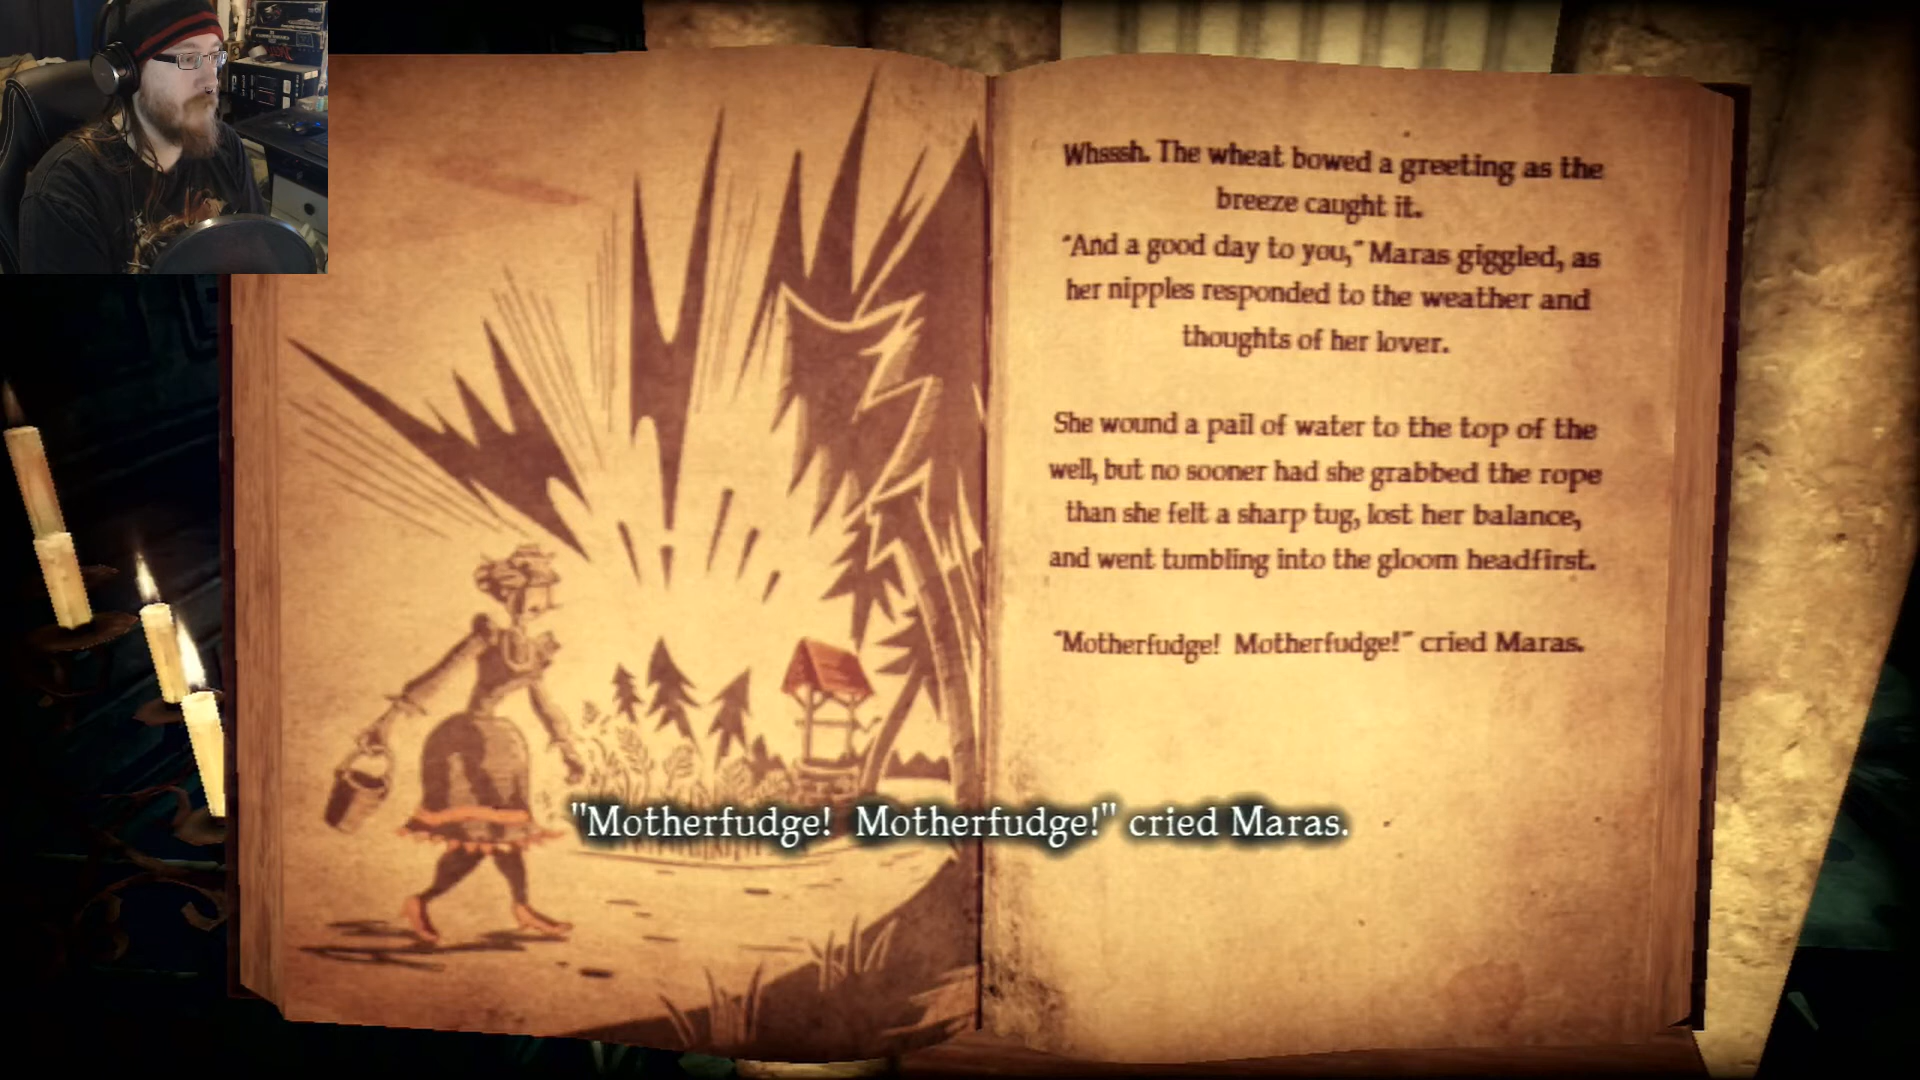 Whsssh. The wheat bowed a greeting as the
breeze caught it.
"And a good day to you," Maras giggled, as
her nipples responded to the weather and
thoughts of her lover.
She wound a pail of water to the top of the
well, but no sooner had she grabbed the rope
than she felt a sharp tug, lost her balance,
and went tumbling into the gloom headfirst.
"Motherfudge!  Motherfudge!" cried Maras.
"Motherfudge!  Motherfudge!" cried Maras.